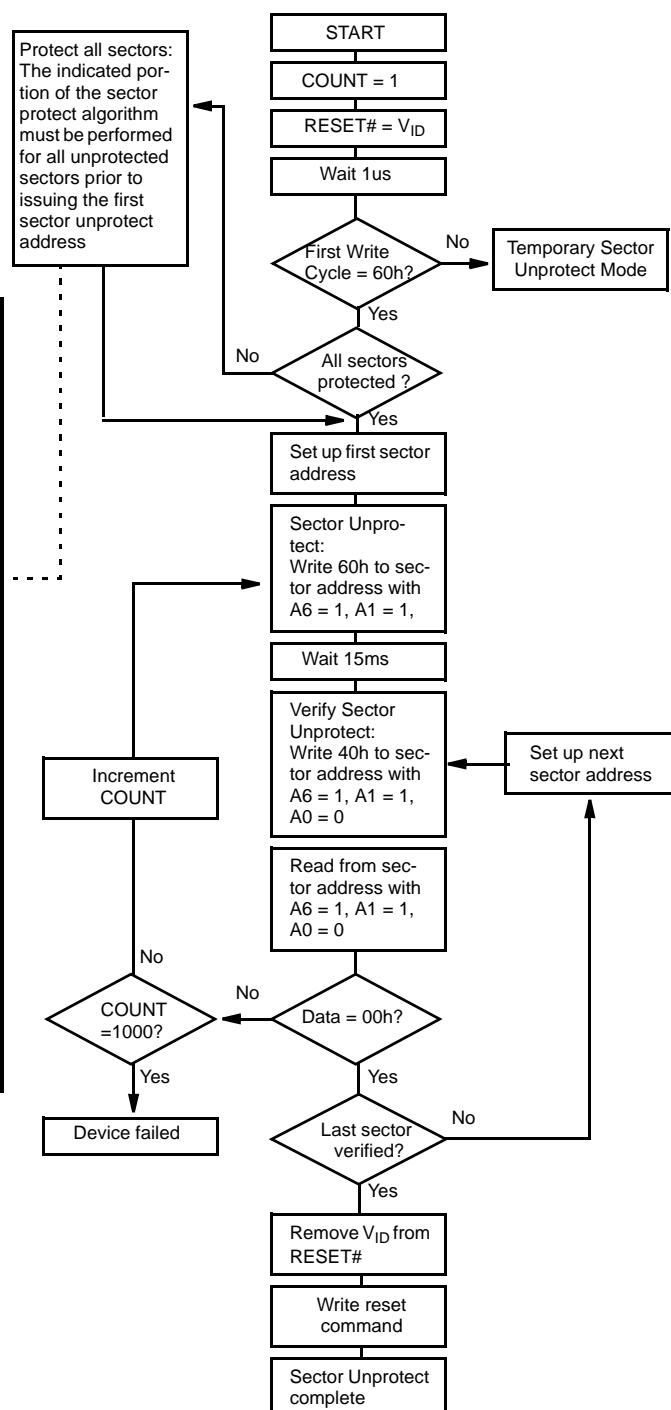 START
Protect all sectors:
The indicated por-
tion of the sector
protect algorithm
must be performed
for all unprotected
sectors prior to
issuing the first
sector unprotect
address
COUNT = 1
RESET# = VID
Wait 1us
First Write
Cycle = 60h?
No
Temporary Sector
Unprotect Mode
Yes
No
All sectors
protected ?
Yes
Set up first sector
address
Sector Unpro-
tect:
Write 60h to sec-
tor address with
A6 = 1, A1 = 1,
Wait 15ms
Verify Sector
Unprotect:
Write 40h to sec-
tor address with
A6 = 1, A1 = 1,
A0 = 0
Increment
COUNT
Set up next
sector address
Read from sec-
tor address with
A6 = 1, A1 = 1,
A0 = 0
No
COUNT
=1000?
No
Data = 00h?
Yes
Yes
Device failed
Last sector
verified?
No
Yes
Remove VID from
RESET#
Write reset
command
Sector Unprotect
complete